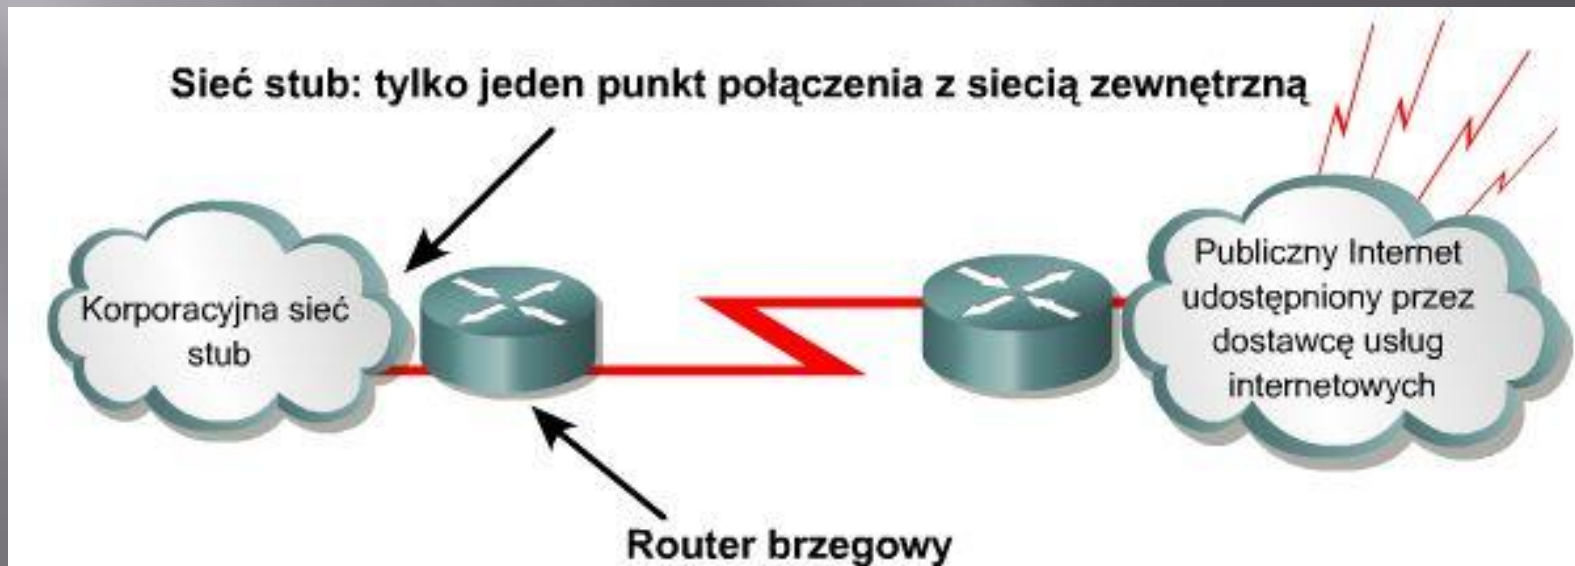 Sieć stub: tylko jeden punkt połączenia z siecią zewnętrzną
Korporacyjna sieć
stub
Publiczny Internet
udostępniony przez
dostawcę usług
internetowych
Router brzegowy